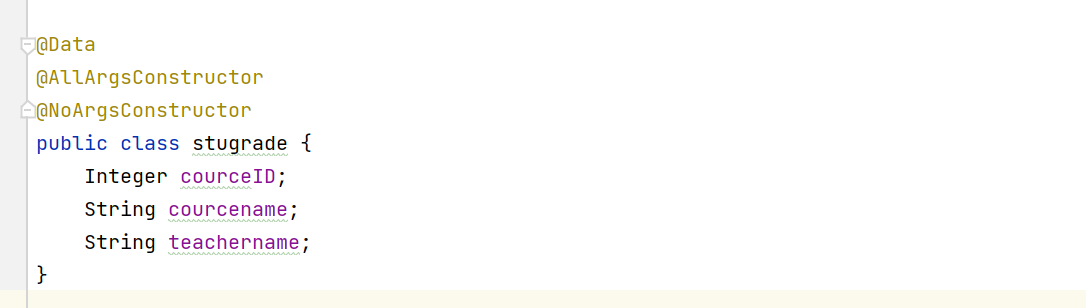 @Data
@AllArgsConstructor
@NoArgsConstructor
public class stugrade {
    Integer courceID;
    String courcename;
    String teachername;
}